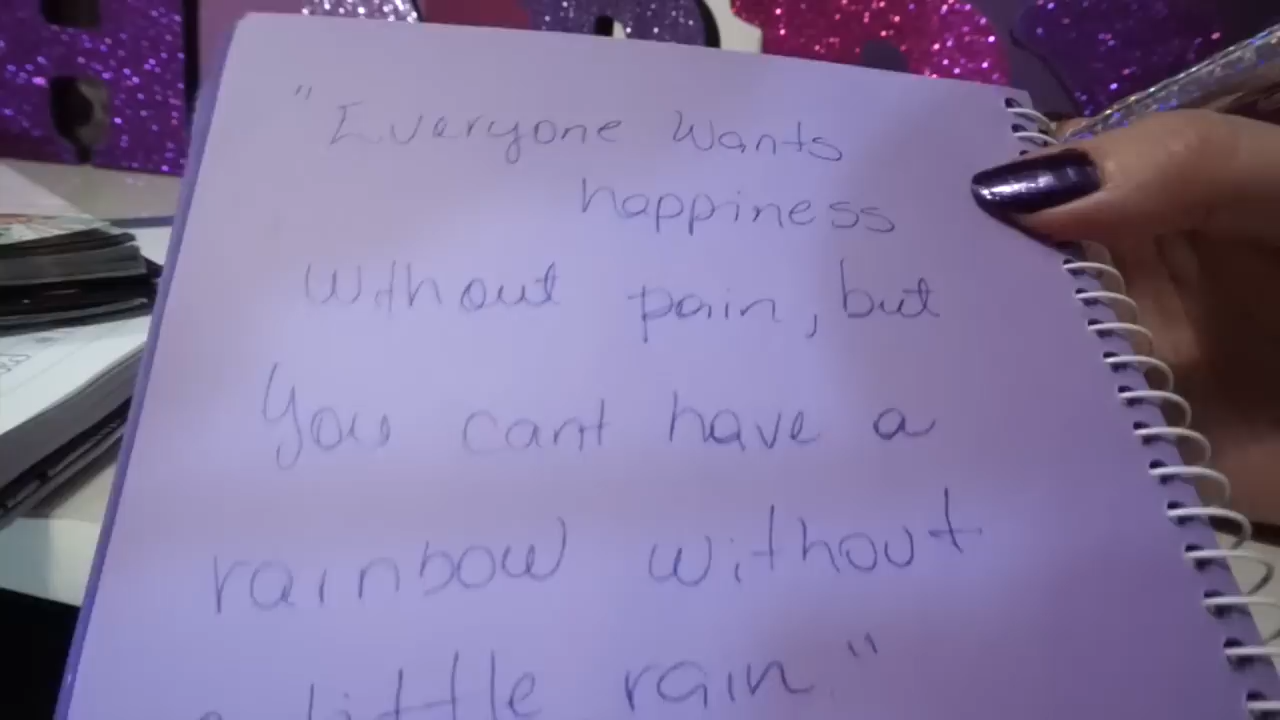 "Everyone Wants
happiness
Without pain, but
You cant have a
rainbow without
a little rain."